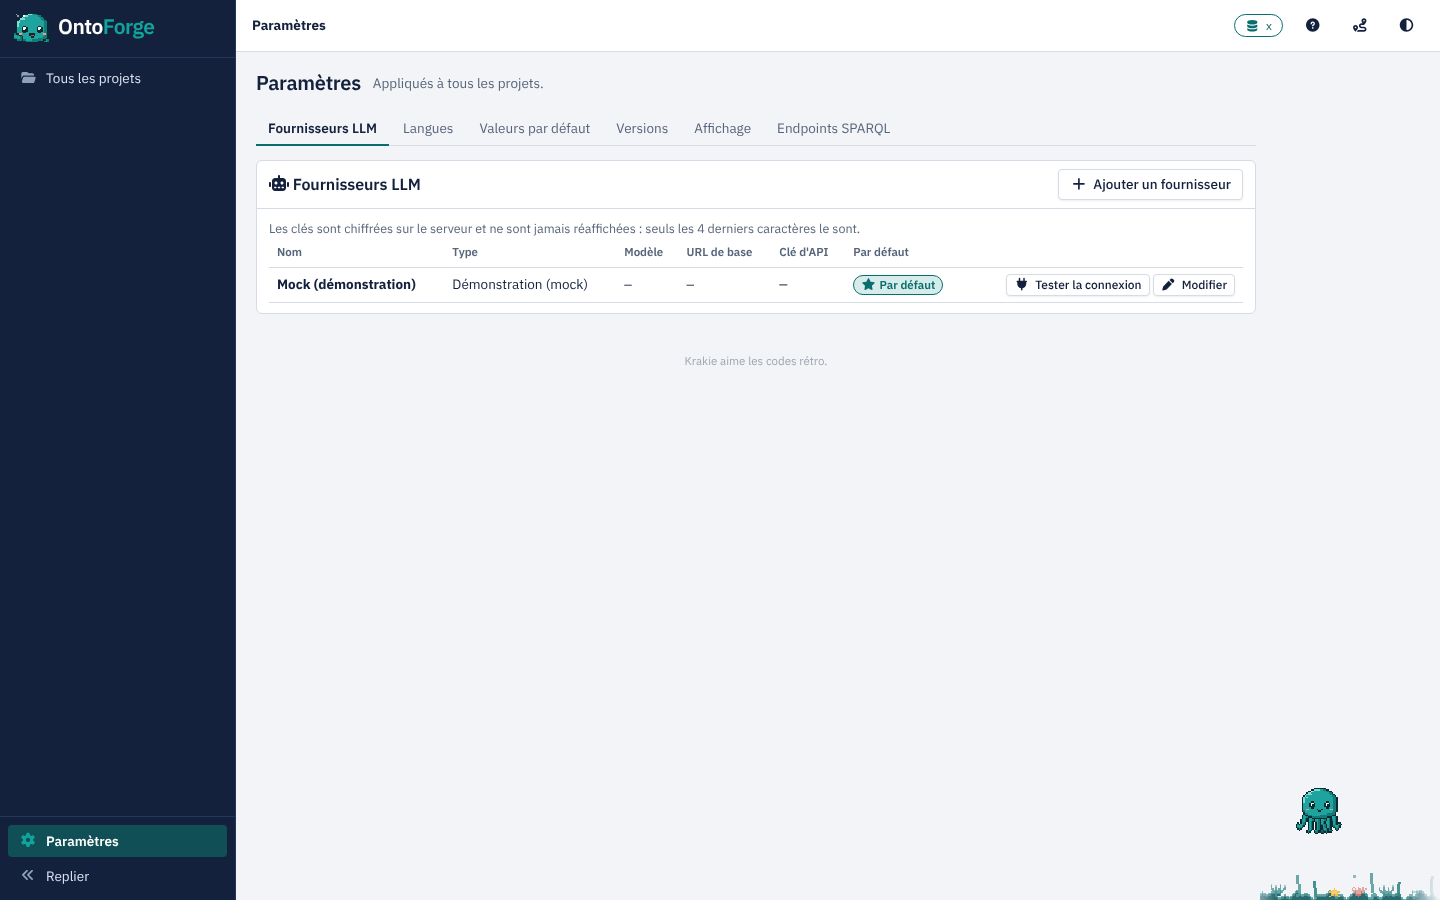 OntoForge
Tous les projets
Paramètres
Replier
Paramètres
x
Paramètres Appliqués à tous les projets.
Fournisseurs LLM Langues Valeurs par défaut Versions Affichage Endpoints SPARQL
Fournisseurs LLM
Ajouter un fournisseur
Les clés sont chiffrées sur le serveur et ne sont jamais réaffichées : seuls les 4 derniers caractères le sont.
Nom Type Modèle URL de base Clé d'API Par défaut
Mock (démonstration) Démonstration (mock) — — — Par défaut Tester la connexion Modifier
Krakie aime les codes rétro.